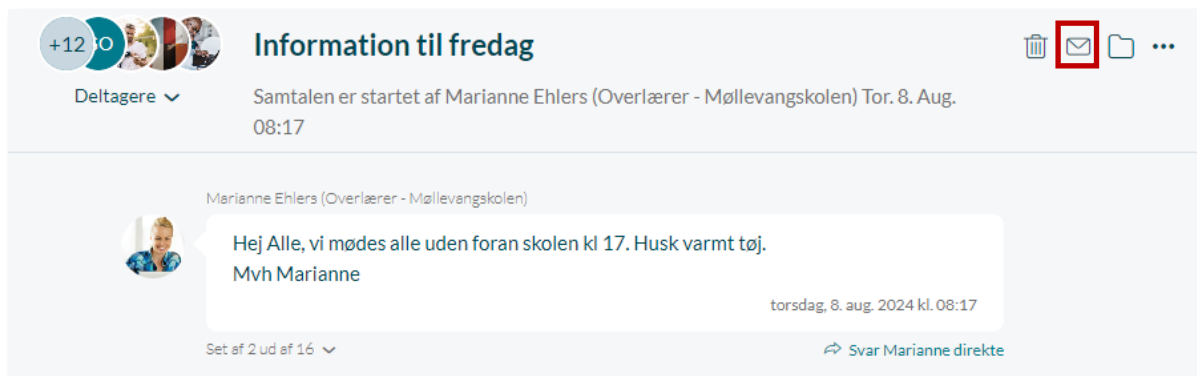 +12
Information til fredag
Deltagere
Samtalen er startet af Marianne Ehlers (Overlærer - Møllevangskolen) Tor. 8. Aug.
08:17
Marianne Ehlers (Overlærer - Møllevangskolen)
Hej Alle, vi mødes alle uden foran skolen kl 17. Husk varmt tøj.
Mvh Marianne
torsdag, 8. aug. 2024 kl. 08:17
Set af 2 ud af 16
Svar Marianne direkte